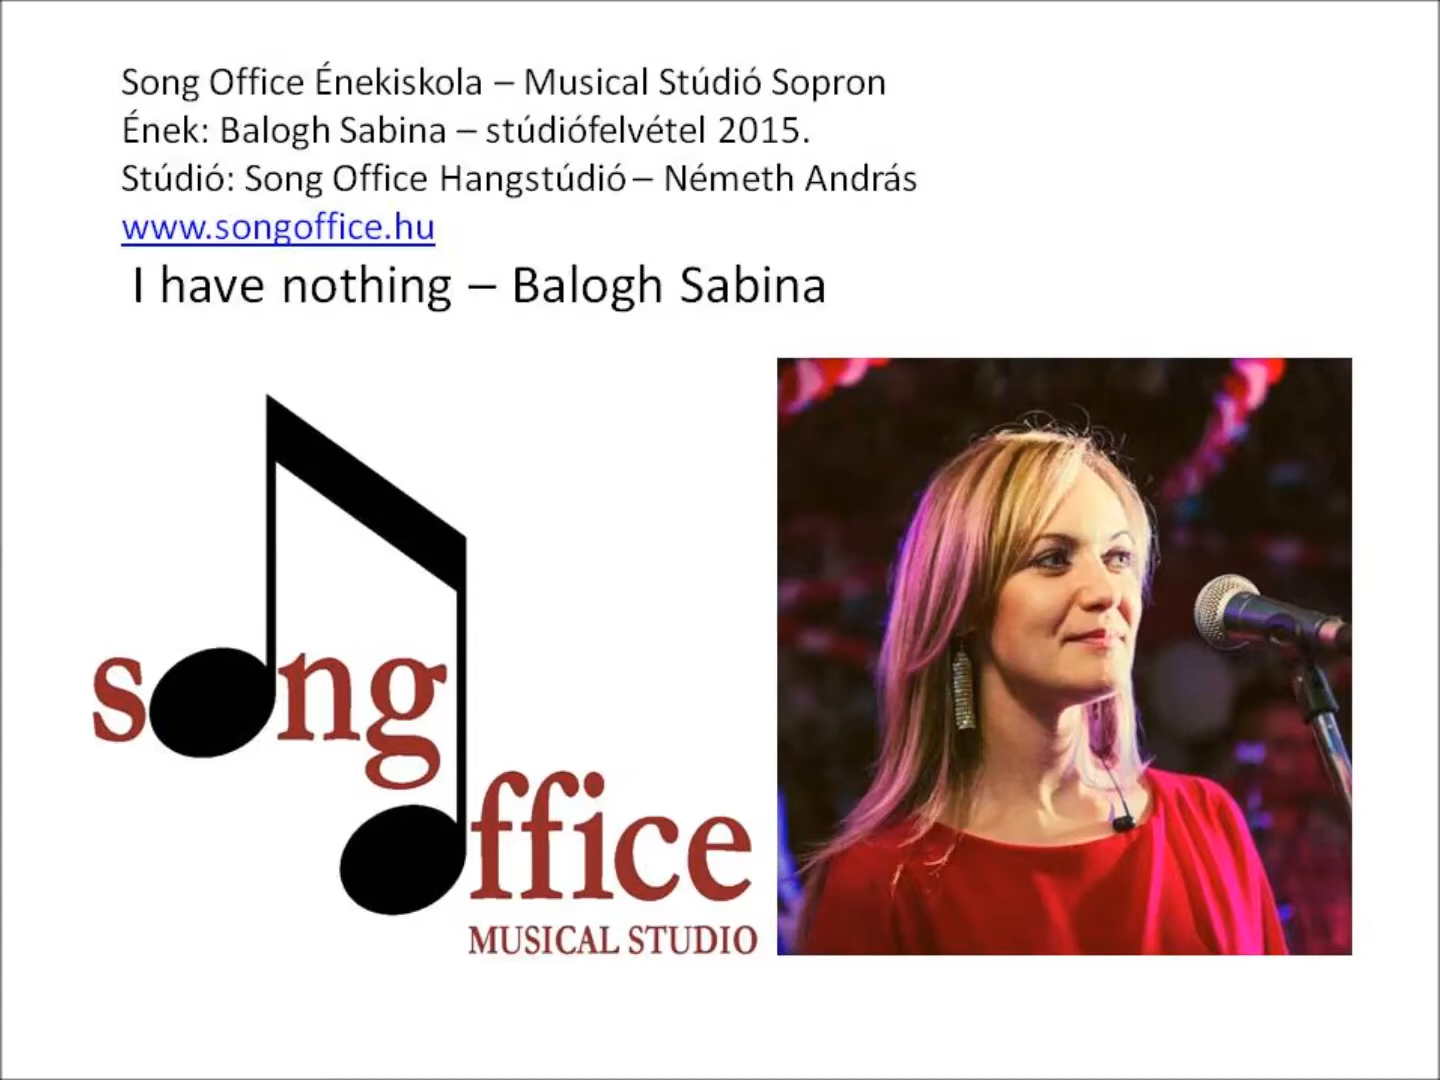 Song Office Énekiskola – Musical Stúdió Sopron
Ének: Balogh Sabina – stúdiófelvétel 2015.
Stúdió: Song Office Hangstúdió – Németh András
www.songoffice.hu
I have nothing – Balogh Sabina
song
office
MUSICAL STUDIO